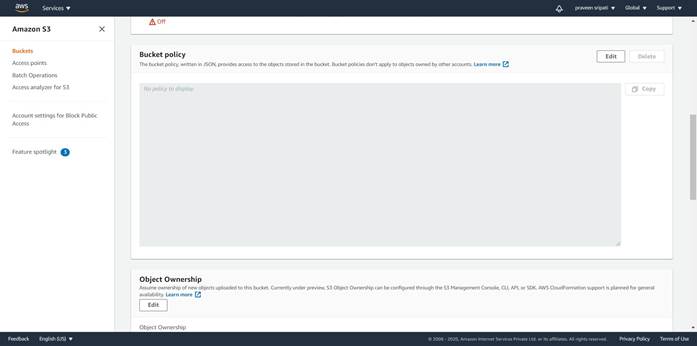 aws
Services
praveen sripati
Global
Support
Amazon S3
Buckets
Access points
Batch Operations
Access analyzer for S3
Account settings for Block Public
Access
Feature spotlight 3
Off
Bucket policy
The bucket policy, written in JSON, provides access to the objects stored in the bucket. Bucket policies don't apply to objects owned by other accounts. Learn more
Edit
Delete
No policy to display.
Copy
Object Ownership
Assume ownership of new objects uploaded to this bucket. Currently under preview, S3 Object Ownership can be configured through the S3 Management Console, CLI, API, or SDK. AWS CloudFormation support is planned for general
availability. Learn more
Edit
Object Ownership
Feedback
English (US)
© 2008 - 2020, Amazon Internet Services Private Ltd. or its affiliates. All rights reserved.
Privacy Policy
Terms of Use